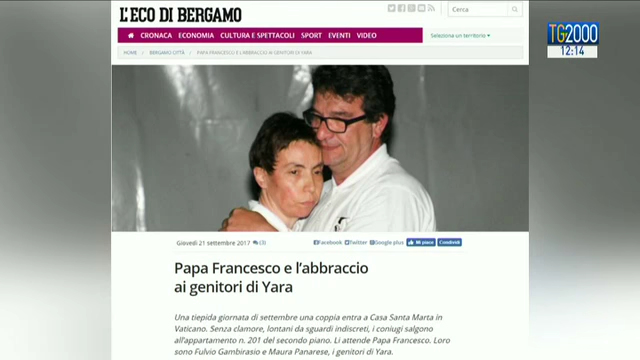 L'ECO DI BERGAMO
Cerca
CRONACA ECONOMIA CULTURA E SPETTACOLI SPORT EVENTI VIDEO
Seleziona un territorio
HOME BERGAMO CITTÀ PAPA FRANCESCO E L'ABBRACCIO AI GENITORI DI YARA
TG2000
12:14
Giovedì 21 settembre 2017 (3) Facebook Twitter Google plus Mi piace Condividi
Papa Francesco e l'abbraccio
ai genitori di Yara
Una tiepida giornata di settembre una coppia entra a Casa Santa Marta in
Vaticano. Senza clamore, lontani da sguardi indiscreti, i coniugi salgono
all'appartamento n. 201 del secondo piano. Li attende Papa Francesco. Loro
sono Fulvio Gambirasio e Maura Panarese, i genitori di Yara.